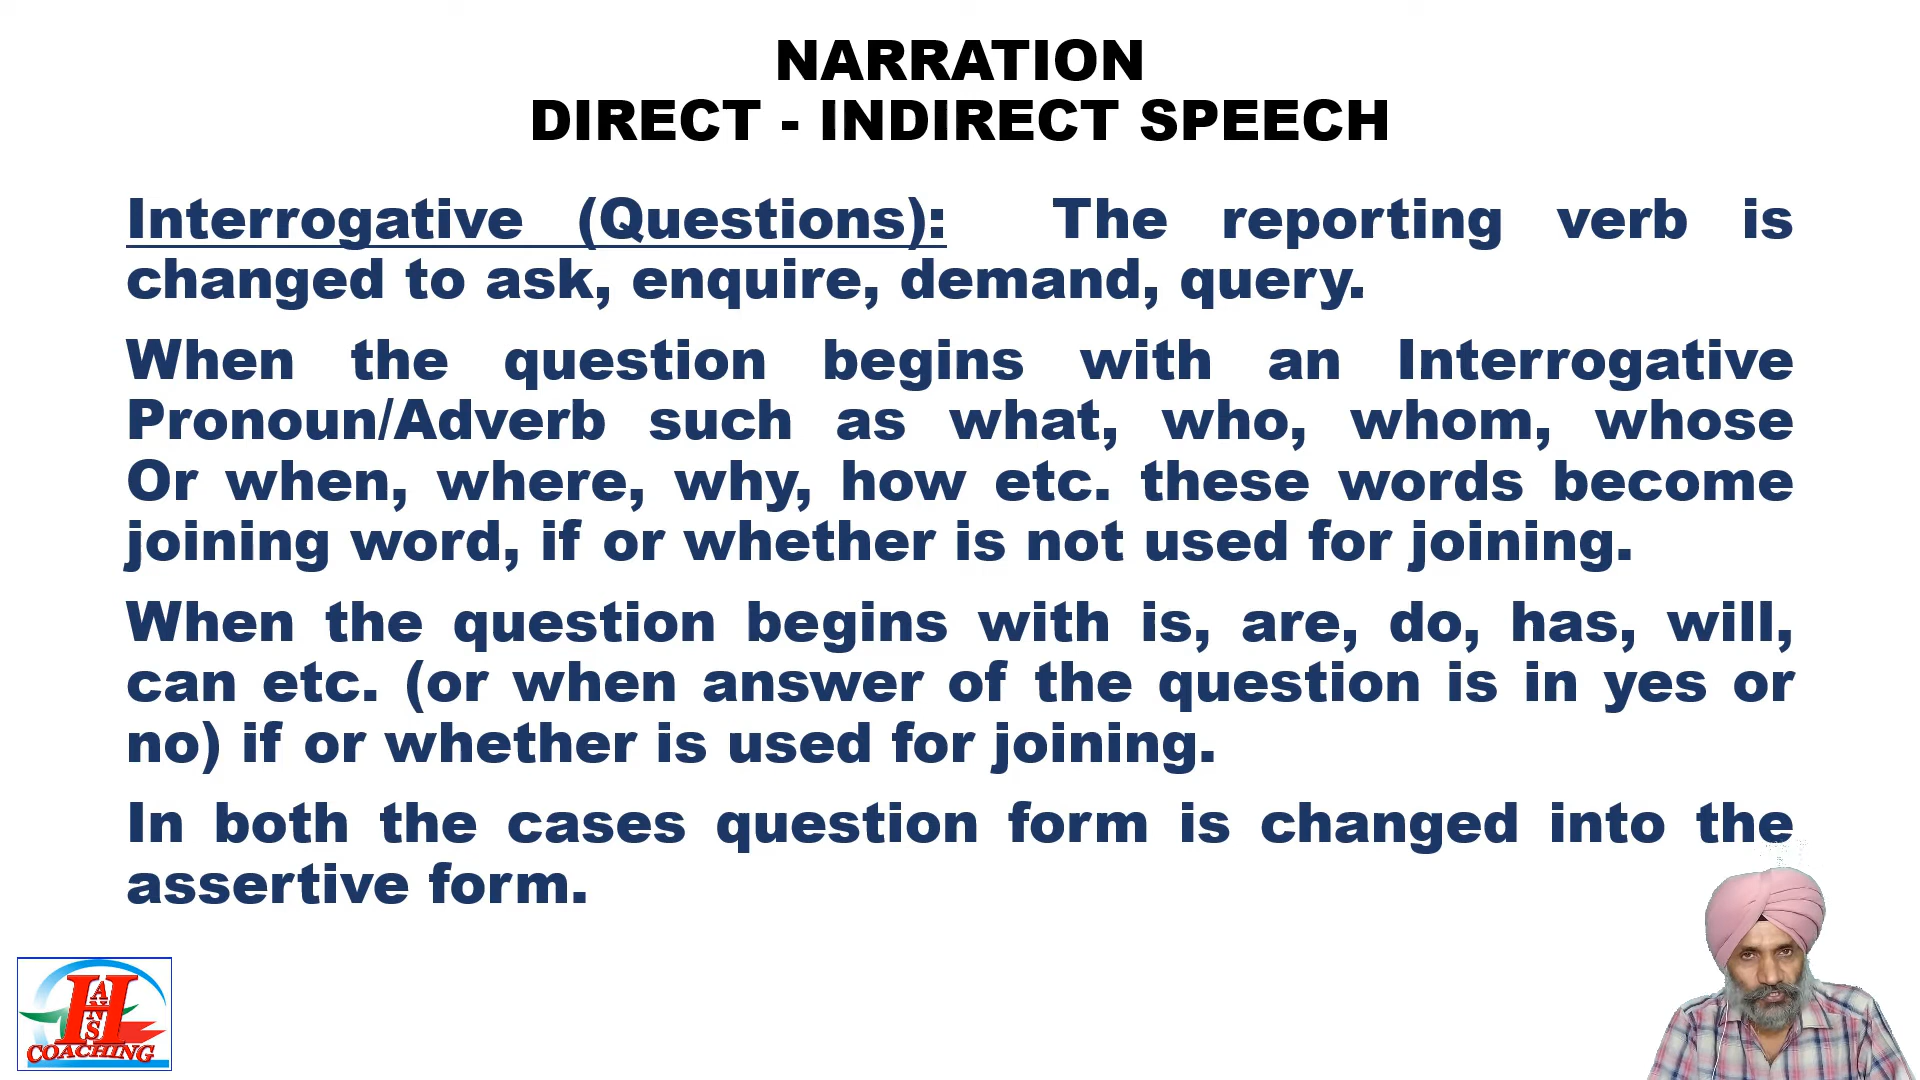 NARRATION
DIRECT - INDIRECT SPEECH
Interrogative (Questions): The reporting verb is
changed to ask, enquire, demand, query.
When the question begins with an Interrogative
Pronoun/Adverb such as what, who, whom, whose
Or when, where, why, how etc. these words become
joining word, if or whether is not used for joining.
When the question begins with is, are, do, has, will,
can etc. (or when answer of the question is in yes or
no) if or whether is used for joining.
In both the cases question form is changed into the
assertive form.
HANS
COACHING